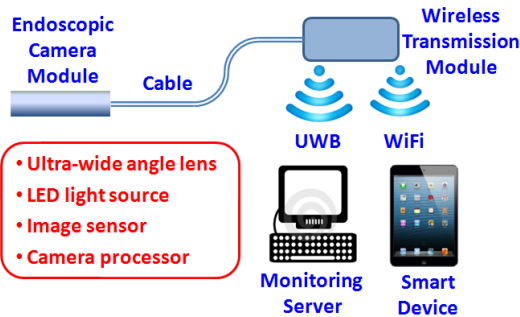 Endoscopic
Camera
Module
Cable
Wireless
Transmission
Module
UWB
WiFi
• Ultra-wide angle lens
• LED light source
• Image sensor
• Camera processor
Monitoring
Server
Smart
Device